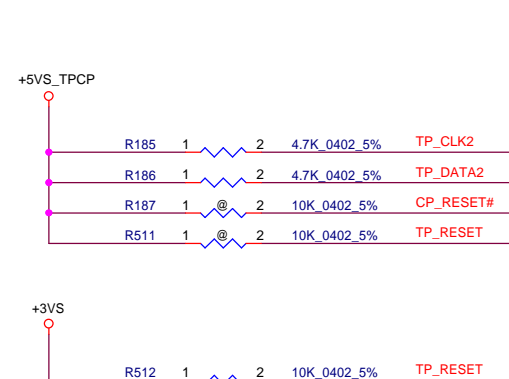 +5VS_TPCP
R185 1 2 4.7K_0402_5% TP_CLK2
R186 1 2 4.7K_0402_5% TP_DATA2
R187 1 @ 2 10K_0402_5% CP_RESET#
R511 1 @ 2 10K_0402_5% TP_RESET
+3VS
R512 1 2 10K_0402_5% TP_RESET